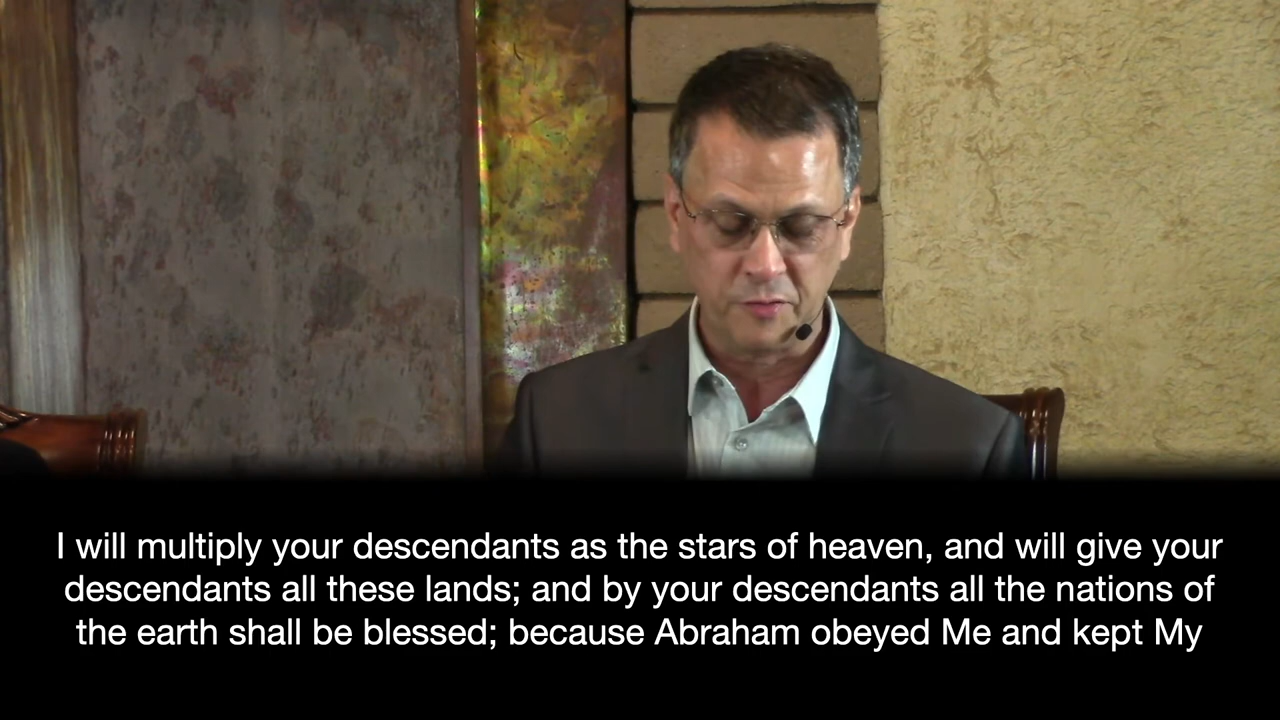 I will multiply your descendants as the stars of heaven, and will give your
descendants all these lands; and by your descendants all the nations of
the earth shall be blessed; because Abraham obeyed Me and kept My